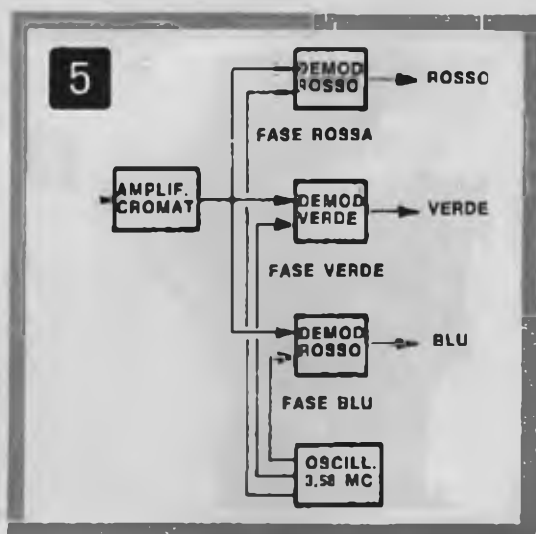 5
DEMOD
ROSSO
ROSSO
FASE ROSSA
AMPLIF.
CROMAT
DEMOD
VERDE
VERDE
FASE VERDE
DEMOD
ROSSO
BLU
FASE BLU
OSCILL.
3,58 MC